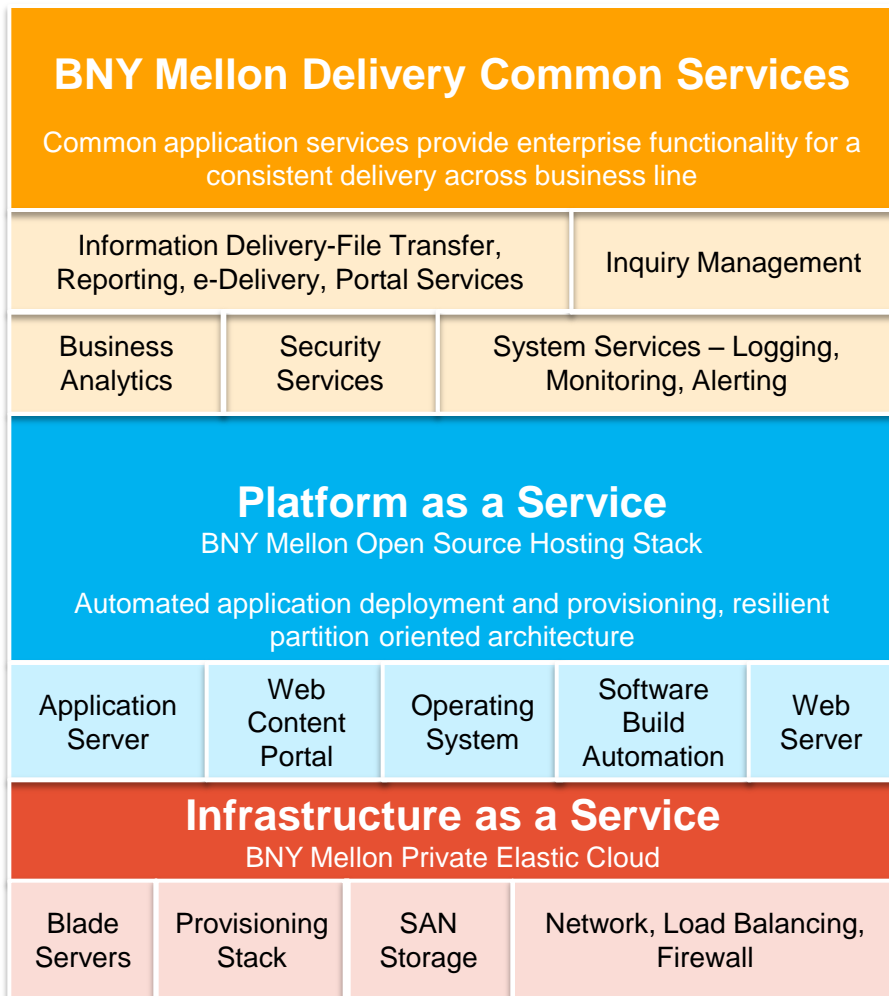 BNY Mellon Delivery Common Services
Common application services provide enterprise functionality for a
consistent delivery across business line
Information Delivery-File Transfer,
Reporting, e-Delivery, Portal Services
Inquiry Management
Business
Analytics
Security
Services
System Services – Logging,
Monitoring, Alerting
Platform as a Service
BNY Mellon Open Source Hosting Stack
Automated application deployment and provisioning, resilient
partition oriented architecture
Application
Server
Web
Content
Portal
Operating
System
Software
Build
Automation
Web
Server
Infrastructure as a Service
BNY Mellon Private Elastic Cloud
Blade
Servers
Provisioning
Stack
SAN
Storage
Network, Load Balancing,
Firewall